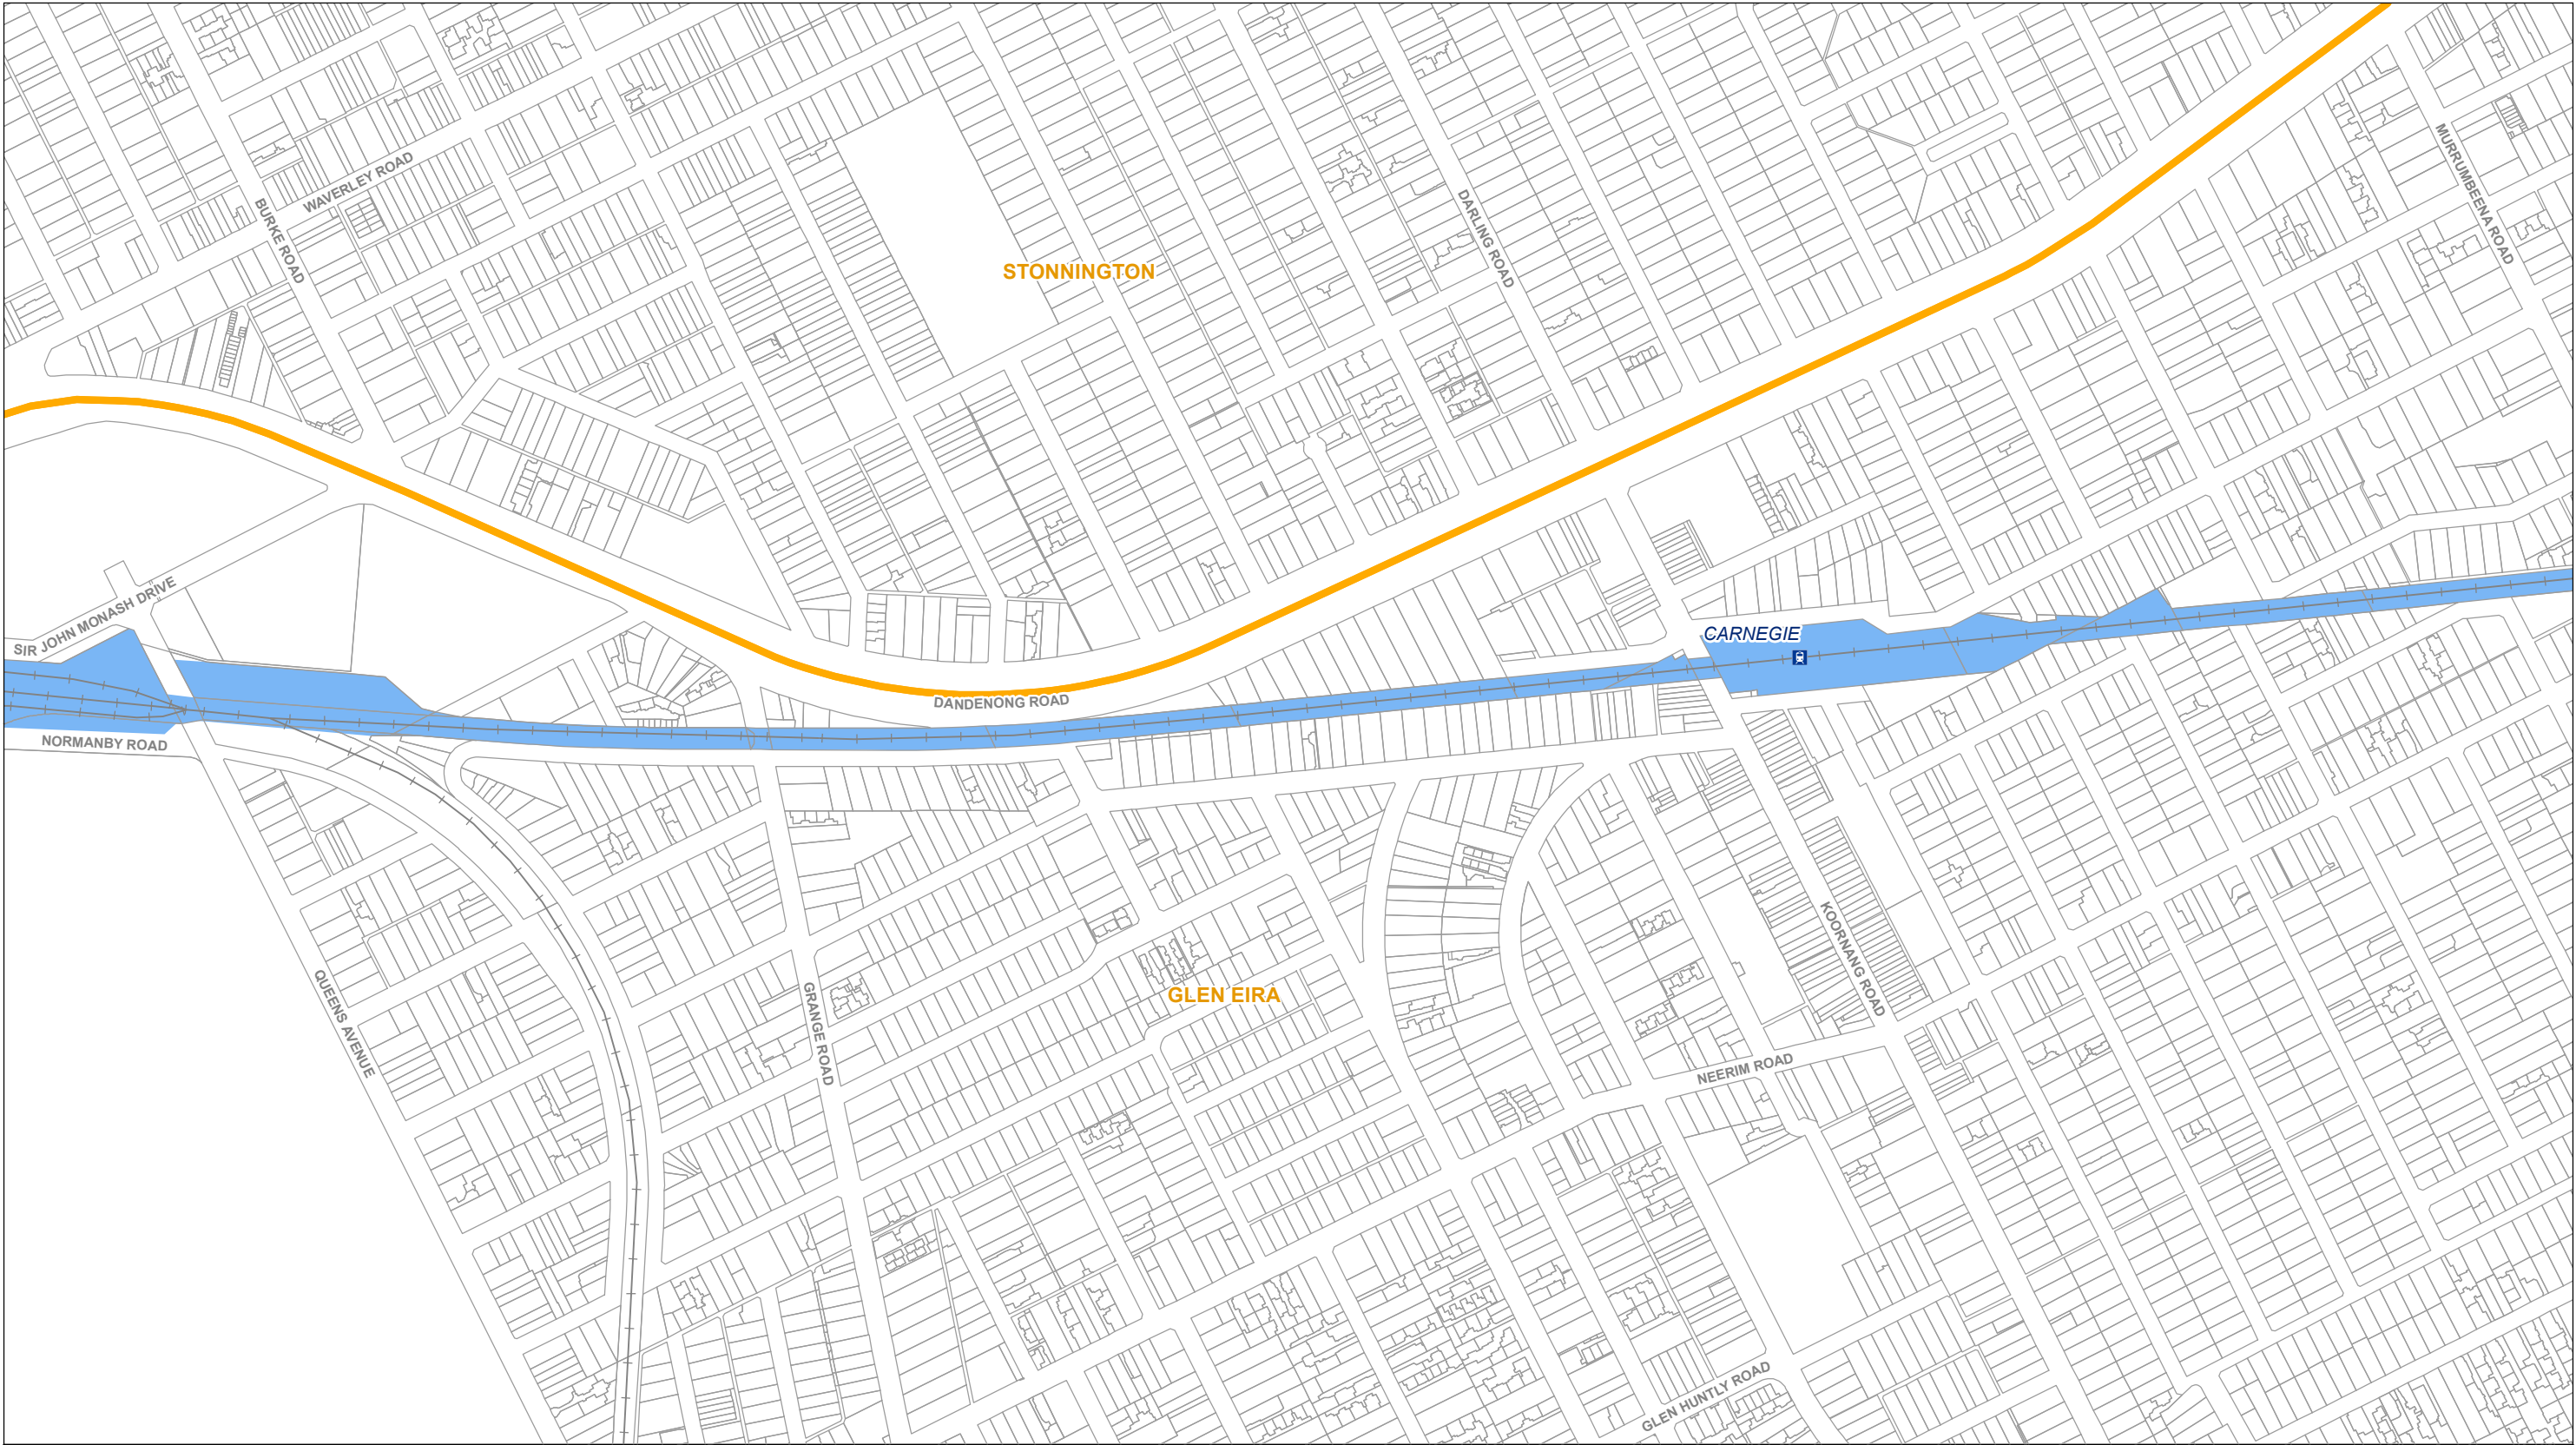 MURRUMBEENA ROAD
WAVERLEY ROAD
BURKE ROAD
DARLING ROAD
STONNINGTON
SIR JOHN MONASH DRIVE
CARNEGIE
DANDENONG ROAD
NORMANBY ROAD
KOORNANG ROAD
QUEENS AVENUE
GRANGE ROAD
GLEN EIRA
NEERIM ROAD
GLEN HUNTLY ROAD